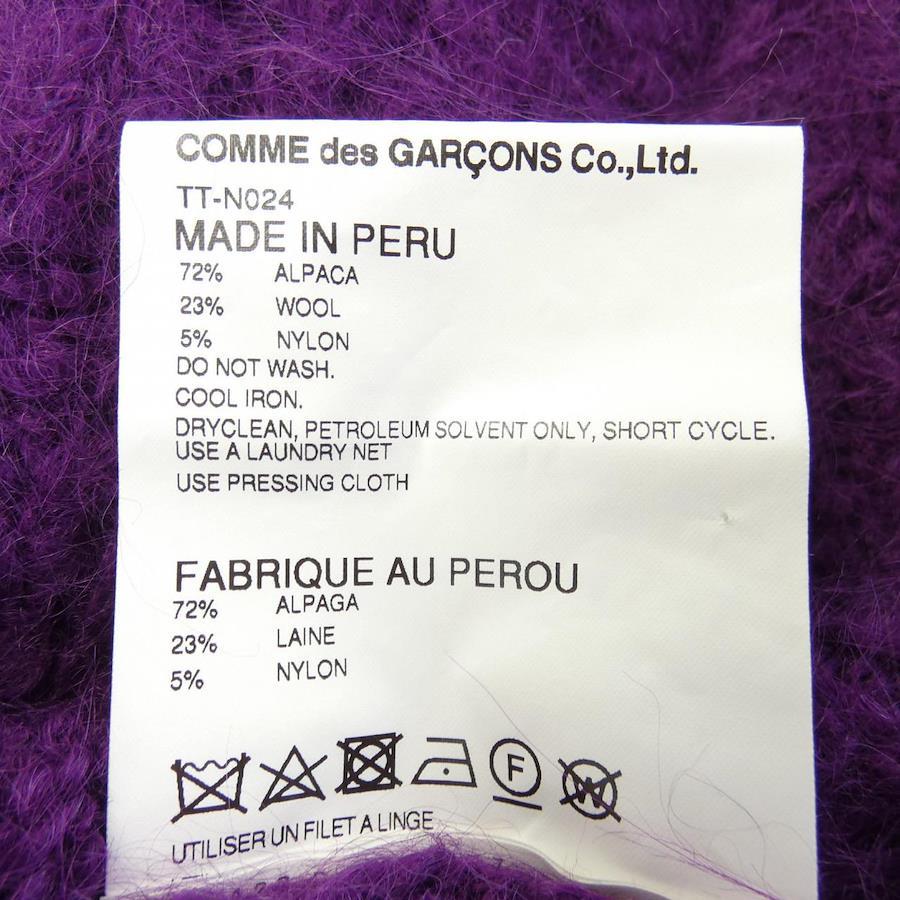 COMME des GARÇONS Co.,Ltd.
TT-N024
MADE IN PERU
72% ALPACA
23% WOOL
5% NYLON
DO NOT WASH.
COOL IRON.
DRYCLEAN, PETROLEUM SOLVENT ONLY, SHORT CYCLE.
USE A LAUNDRY NET
USE PRESSING CLOTH
FABRIQUE AU PEROU
72% ALPAGA
23% LAINE
5% NYLON
F W
UTILISER UN FILET A LINGE